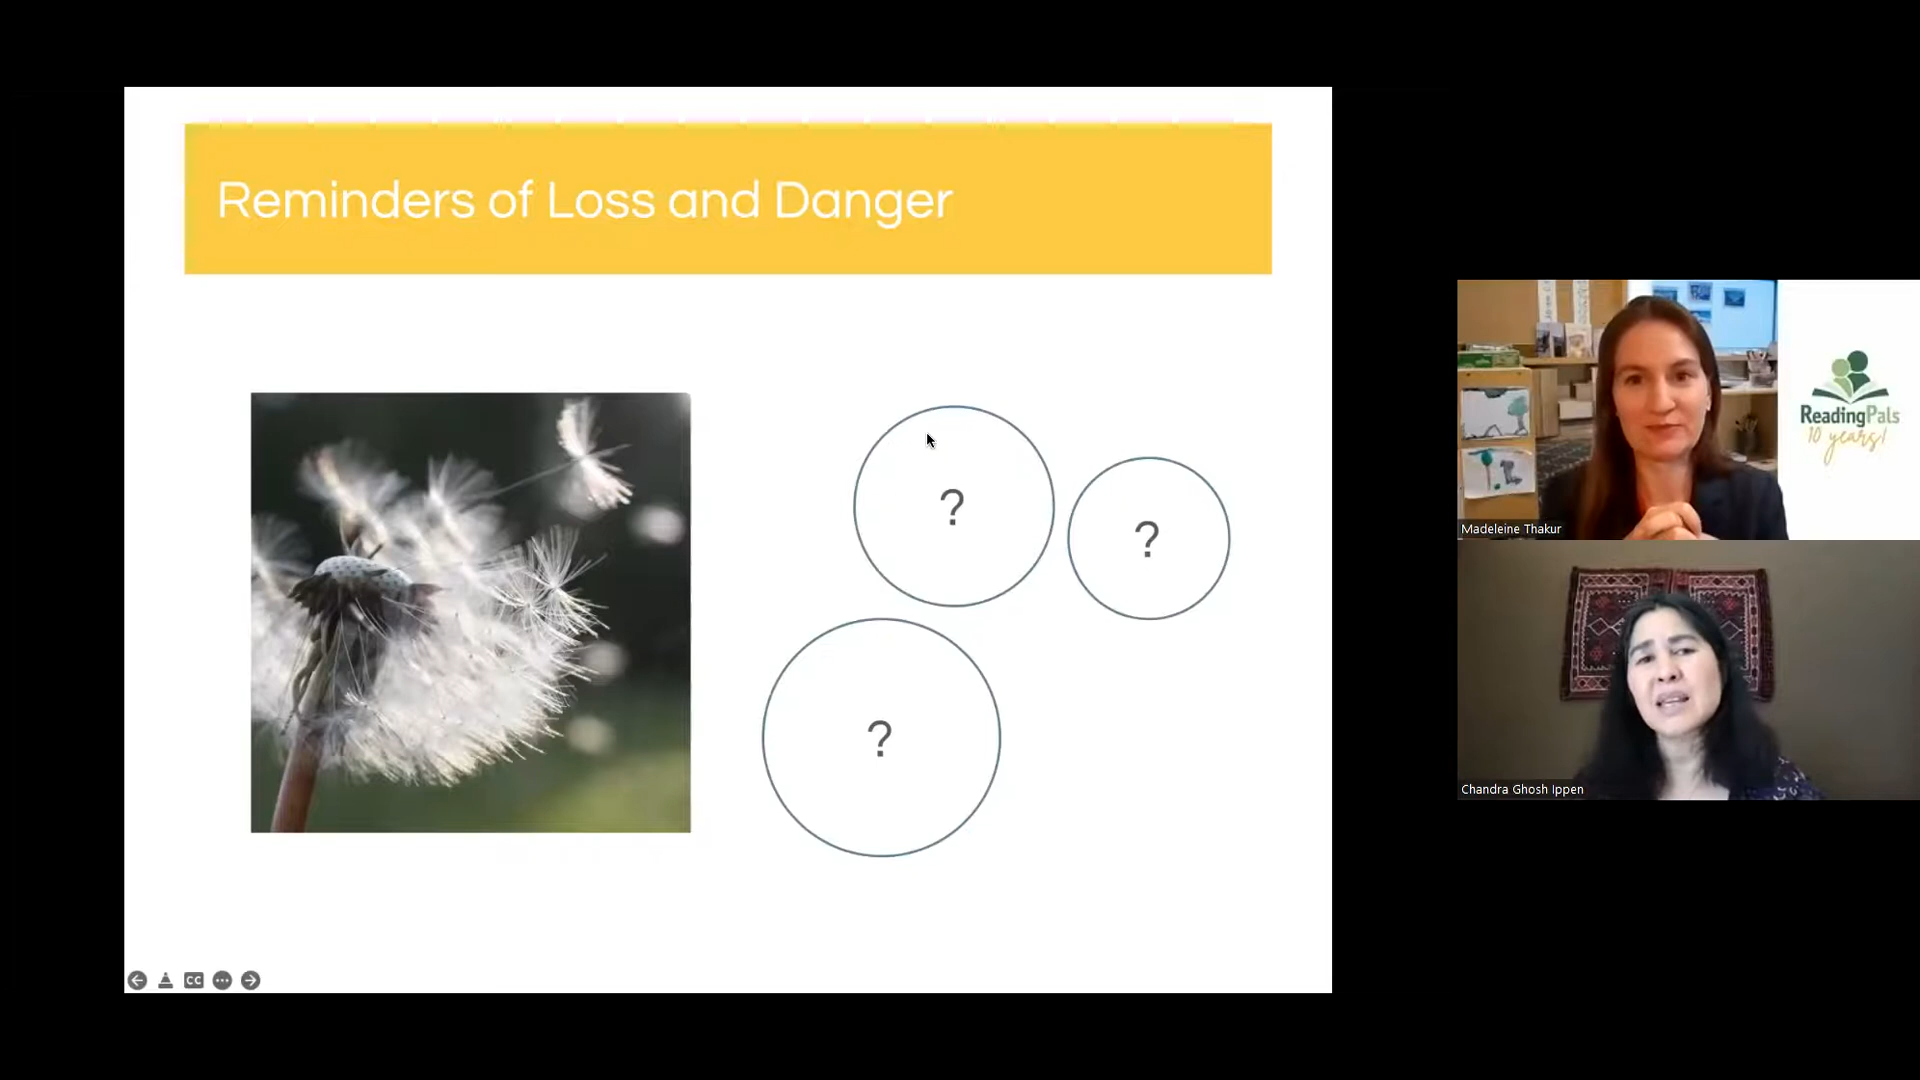 Reminders of Loss and Danger
?
?
?
CC
ReadingPals
10 years!
Madeleine Thakur
Chandra Ghosh Ippen